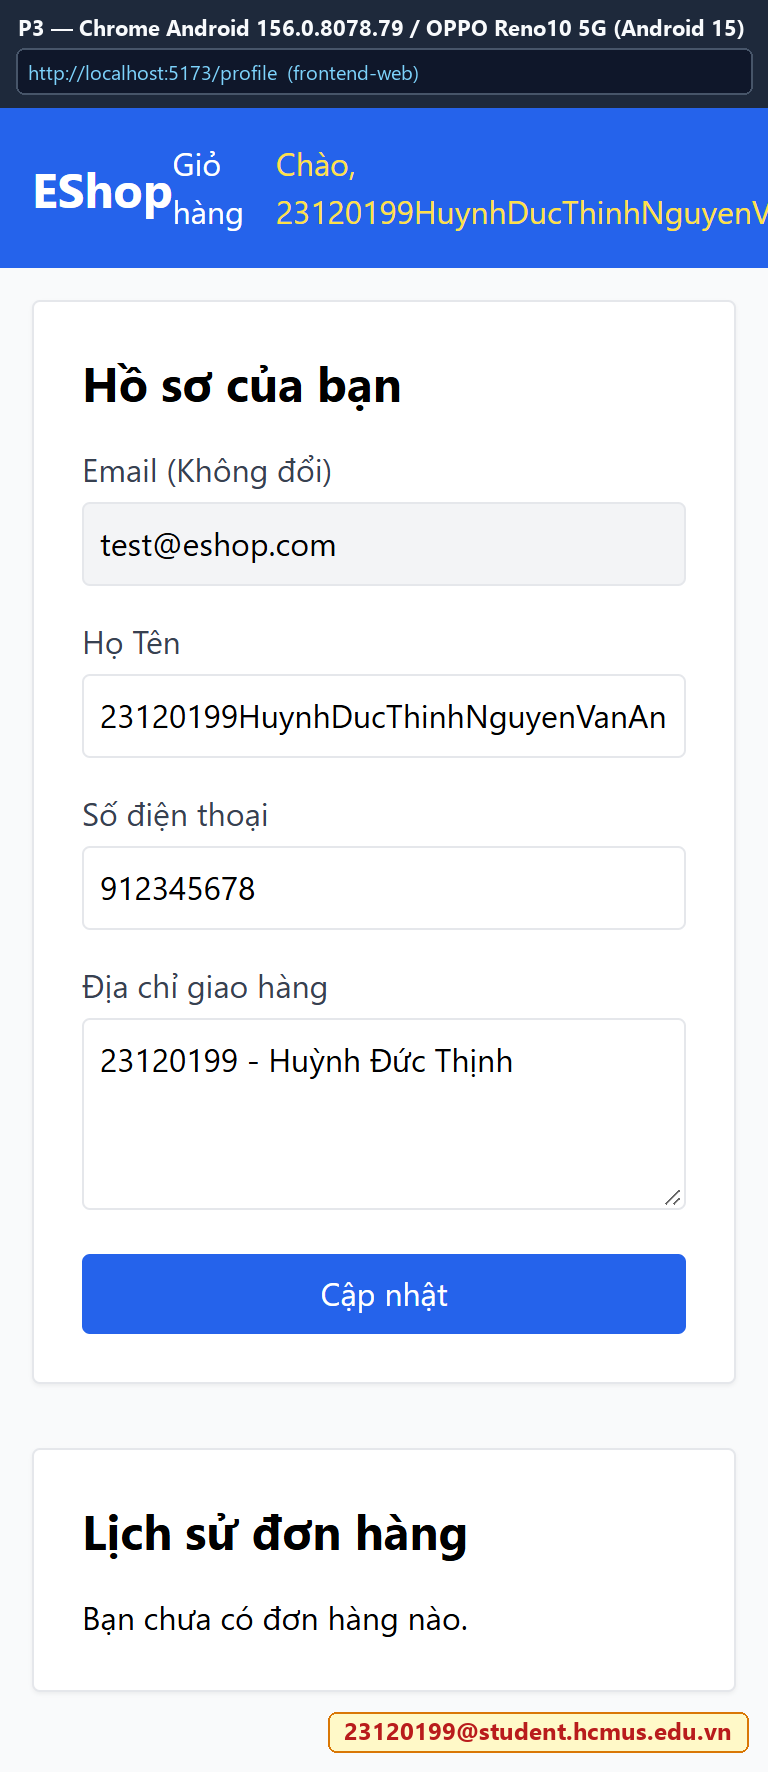 P3 — Chrome Android 156.0.8078.79 / OPPO Reno10 5G (Android 15)
http://localhost:5173/profile (frontend-web)
EShop
Giỏ hàng
Chào,
23120199HuynhDucThinhNguyenV
Hồ sơ của bạn
Email (Không đổi)
test@eshop.com
Họ Tên
23120199HuynhDucThinhNguyenVanAn
Số điện thoại
912345678
Địa chỉ giao hàng
23120199 - Huỳnh Đức Thịnh
Cập nhật
Lịch sử đơn hàng
Bạn chưa có đơn hàng nào.
23120199@student.hcmus.edu.vn